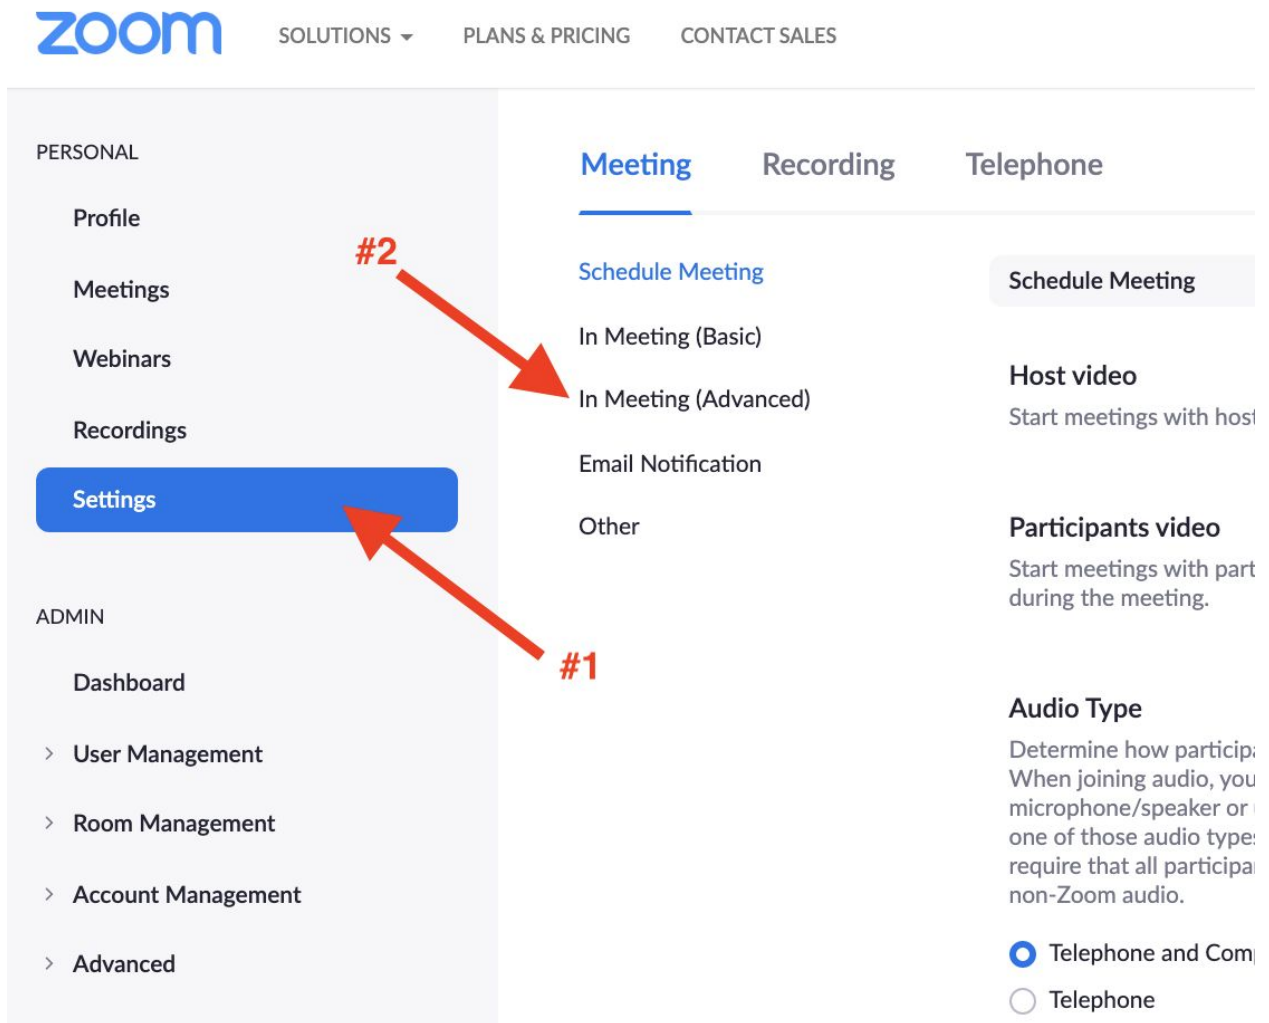 zoom
SOLUTIONS
PLANS & PRICING
CONTACT SALES
PERSONAL
Profile
Meetings
Webinars
Recordings
Settings
ADMIN
Dashboard
User Management
Room Management
Account Management
Advanced
#2
#1
Meeting
Recording
Telephone
Schedule Meeting
In Meeting (Basic)
In Meeting (Advanced)
Email Notification
Other
Schedule Meeting
Host video
Start meetings with host
Participants video
Start meetings with part
during the meeting.
Audio Type
Determine how particip
When joining audio, you
microphone/speaker or
one of those audio types
require that all participa
non-Zoom audio.
Telephone and Com
Telephone